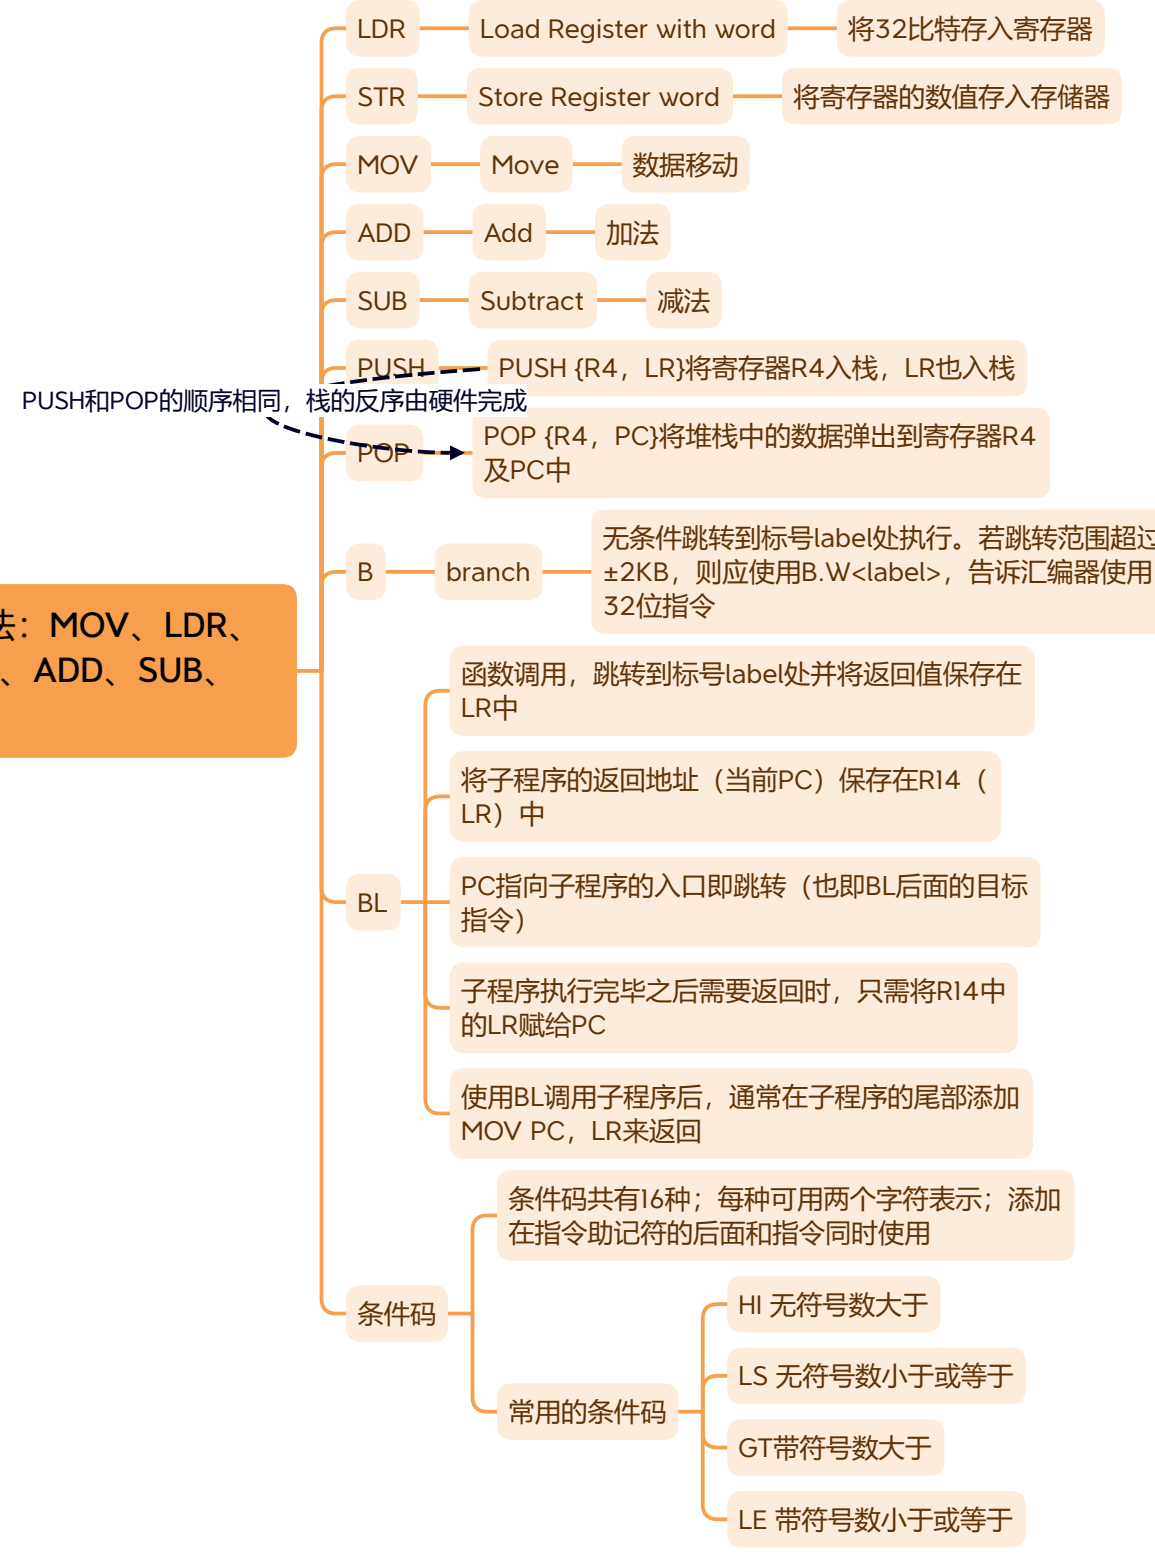 LDR
Load Register with word
将32比特存入寄存器
STR
Store Register word
将寄存器的数值存入存储器
MOV
Move
数据移动
ADD
Add
加法
SUB
Subtract
减法
PUSH
PUSH {R4，LR}将寄存器R4入栈，LR也入栈
PUSH和POP的顺序相同，栈的反序由硬件完成
POP
POP {R4，PC}将堆栈中的数据弹出到寄存器R4
及PC中
B
branch
无条件跳转到标号label处执行。若跳转范围超过
±2KB，则应使用B.W<label>，告诉汇编器使用
32位指令
法：MOV、LDR、
、ADD、SUB、
BL
函数调用，跳转到标号label处并将返回值保存在
LR中
将子程序的返回地址（当前PC）保存在R14（
LR）中
PC指向子程序的入口即跳转（也即BL后面的目标
指令）
子程序执行完毕之后需要返回时，只需将R14中
的LR赋给PC
使用BL调用子程序后，通常在子程序的尾部添加
MOV PC，LR来返回
条件码
条件码共有16种；每种可用两个字符表示；添加
在指令助记符的后面和指令同时使用
常用的条件码
HI 无符号数大于
LS 无符号数小于或等于
GT带符号数大于
LE 带符号数小于或等于